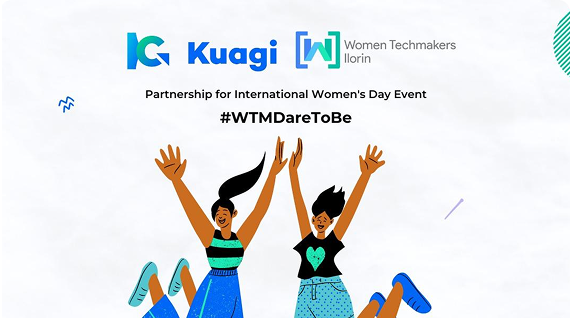 Kuagi
Women Techmakers
Ilorin
Partnership for International Women's Day Event
#WTMDareToBe